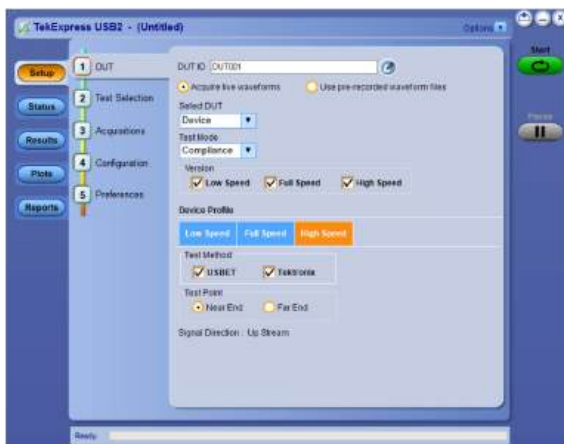 TekExpress USB2 - (Untitled)
Options
Start
Pause
Setup
Status
Results
Plots
Reports
1 DUT
2 Test Selection
3 Acquisitions
4 Configuration
5 Preferences
DUT ID DUT001
Acquire live waveforms
Use pre-recorded waveform files
Select DUT
Device
Test Mode
Compliance
Version
Low Speed Full Speed High Speed
Device Profile
Low Speed Full Speed High Speed
Test Method
USBET Tektronix
Test Point
Near End Far End
Signal Direction : Up Stream
Ready